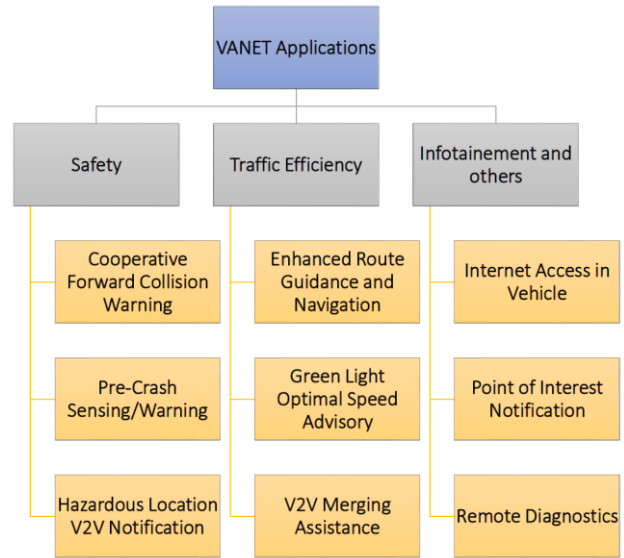 VANET Applications
Safety
Traffic Efficiency
Infotainement and
others
Cooperative
Forward Collision
Warning
Enhanced Route
Guidance and
Navigation
Internet Access in
Vehicle
Pre-Crash
Sensing/Warning
Green Light
Optimal Speed
Advisory
Point of Interest
Notification
Hazardous Location
V2V Notification
V2V Merging
Assistance
Remote Diagnostics